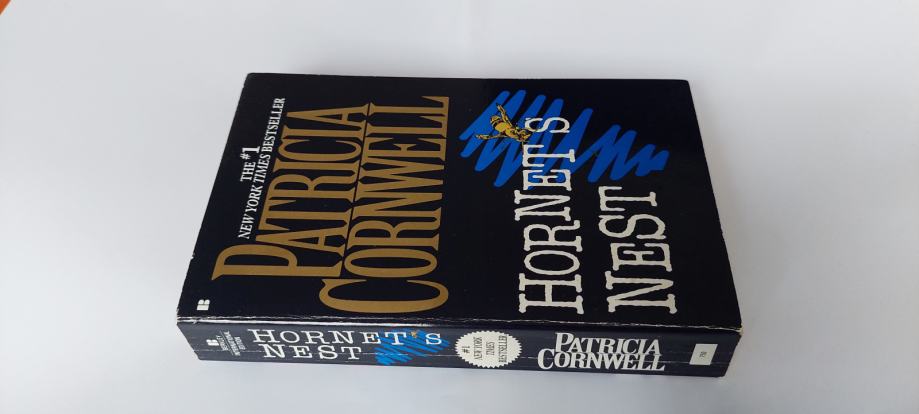 THE #1
NEW YORK TIMES BESTSELLER
PATRICIA
CORNWELL
HORNET'S
NEST
B
B
HORNET'S
NEST
#1
NEW YORK
TIMES
BESTSELLER
PATRICIA
CORNWELL